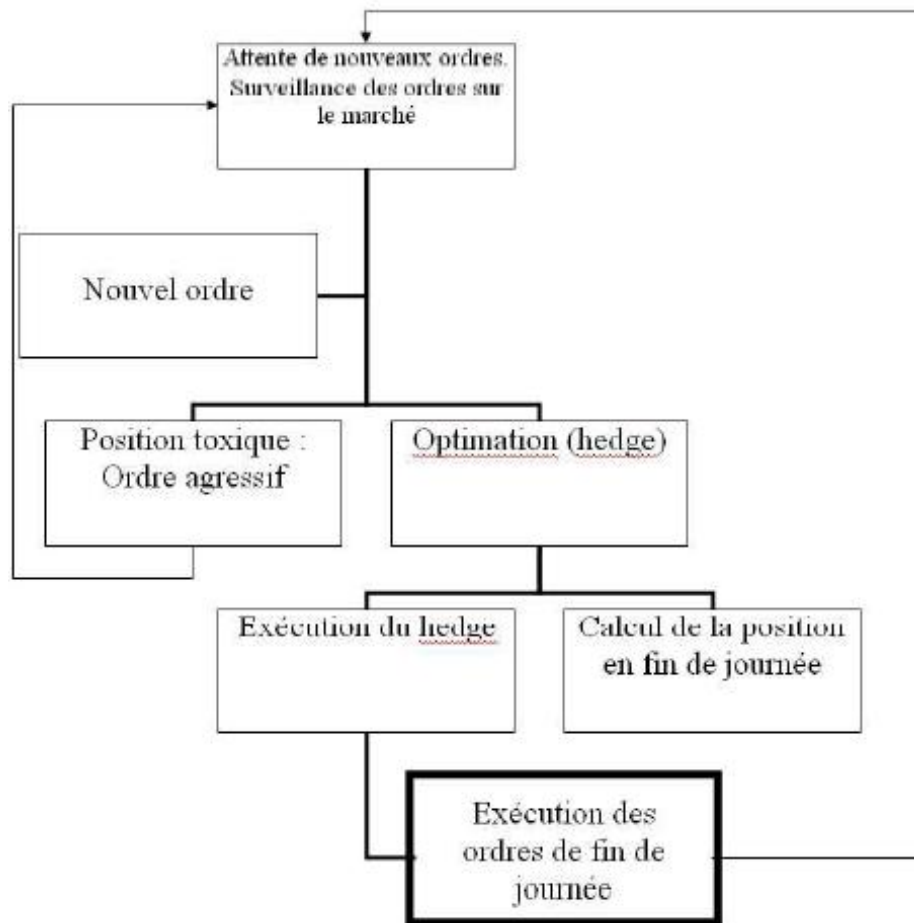 Attente de nouveaux ordres.
Surveillance des ordres sur
le marché
Nouvel ordre
Position toxique :
Ordre agressif
Optimation (hedge)
Exécution du hedge
Calcul de la position
en fin de journée
Exécution des
ordres de fin de
journée